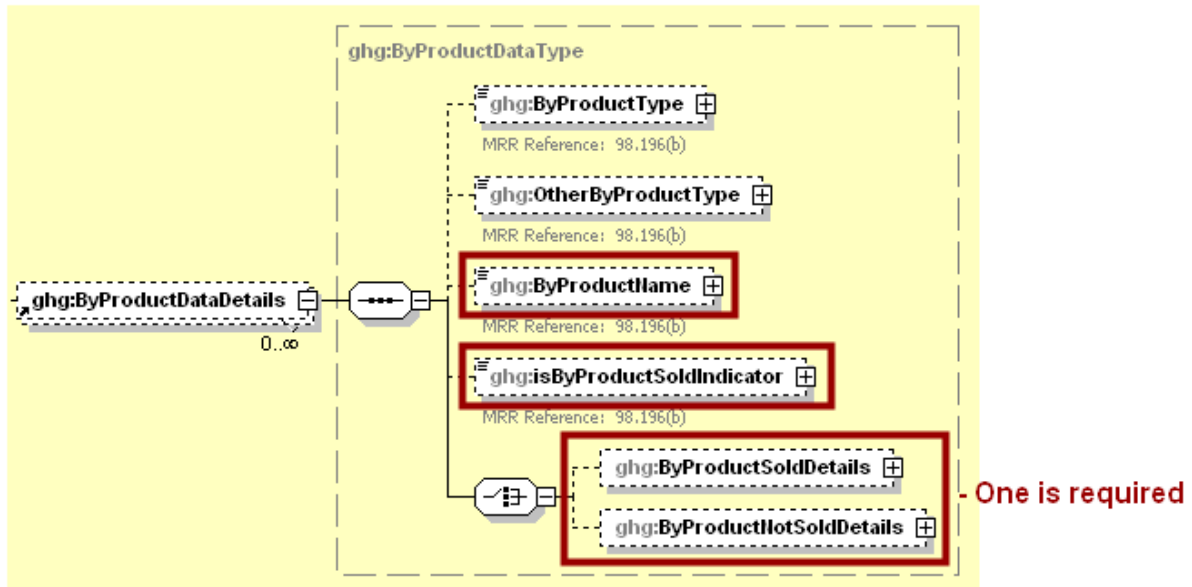 ghg:ByProductDataType
ghg:ByProductType
MRR Reference: 98.196(b)
ghg:OtherByProductType
MRR Reference: 98.196(b)
ghg:ByProductName
MRR Reference: 98.196(b)
ghg:ByProductDataDetails
0..∞
ghg:isByProductSoldIndicator
MRR Reference: 98.196(b)
ghg:ByProductSoldDetails
ghg:ByProductNotSoldDetails
- One is required